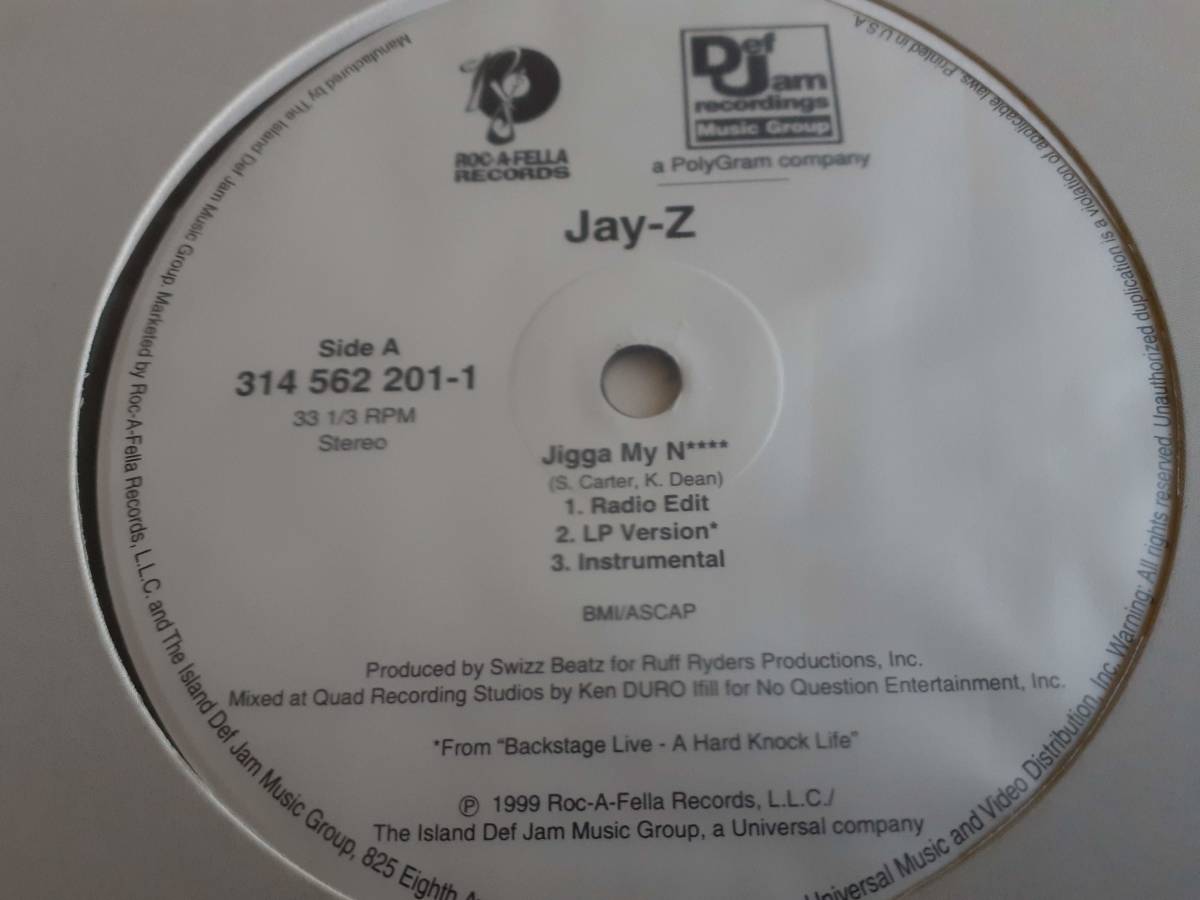 ROC-A-FELLA
RECORDS
Def
Jam
recordings
Music Group
a PolyGram company
Jay-Z
Side A
314 562 201-1
33 1/3 RPM
Stereo
Jigga My N****
(S. Carter, K. Dean)
1. Radio Edit
2. LP Version*
3. Instrumental
BMI/ASCAP
Produced by Swizz Beatz for Ruff Ryders Productions, Inc.
Mixed at Quad Recording Studios by Ken DURO Ifill for No Question Entertainment, Inc.
*From "Backstage Live - A Hard Knock Life"
℗ 1999 Roc-A-Fella Records, L.L.C./
The Island Def Jam Music Group, a Universal company
Manufactured by The Island Def Jam Music Group. Marketed by Roc-A-Fella Records, L.L.C. and The Island Def Jam Music Group, 825 Eighth
Universal Music and Video Distribution, Inc. Warning: All rights reserved. Unauthorized duplication is a violation of applicable laws. Printed in U.S.A